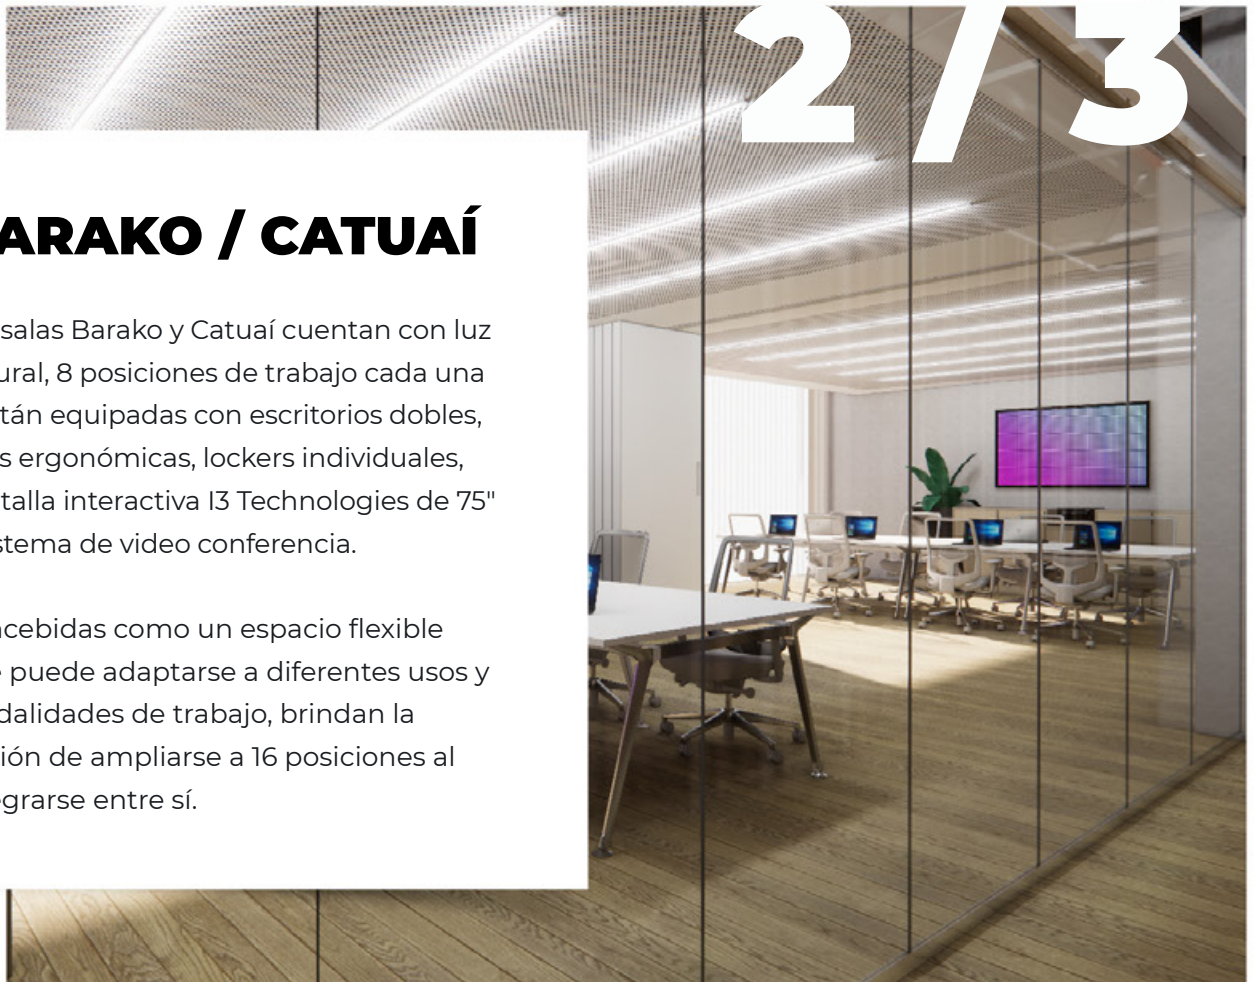 2 / 3
ARAKO / CATUAÍ
salas Barako y Catuaí cuentan con luz
ural, 8 posiciones de trabajo cada una
tán equipadas con escritorios dobles,
s ergonómicas, lockers individuales,
talla interactiva I3 Technologies de 75"
stema de video conferencia.
ncebidas como un espacio flexible
e puede adaptarse a diferentes usos y
dalidades de trabajo, brindan la
ión de ampliarse a 16 posiciones al
egrarse entre sí.